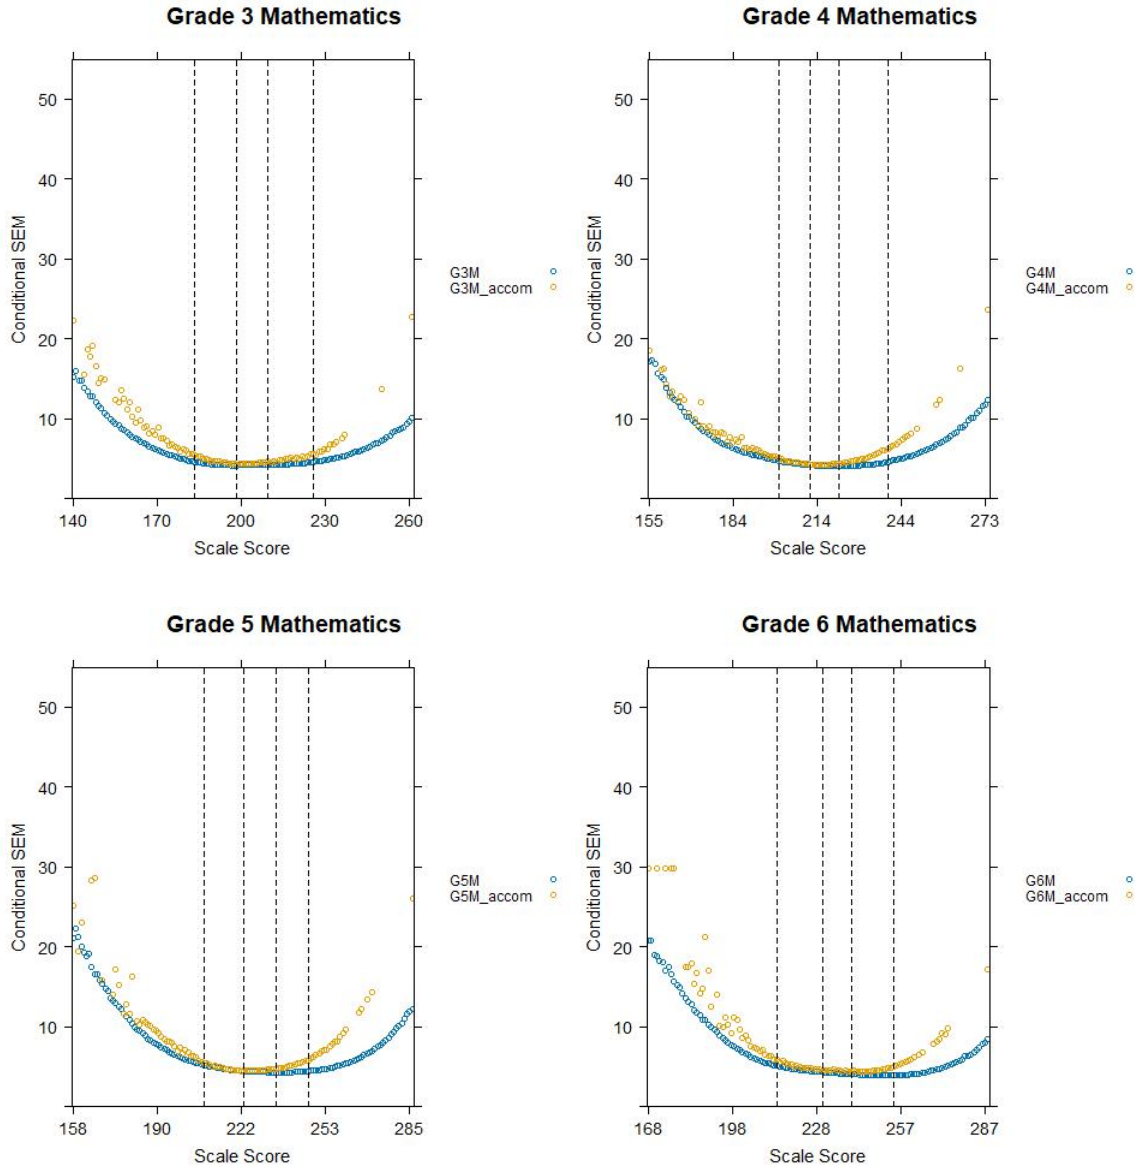 Grade 3 Mathematics
50
40
30
20
10
140 170 200 230 260
Conditional SEM
Scale Score
G3M
G3M_accom
Grade 4 Mathematics
50
40
30
20
10
155 184 214 244 273
Conditional SEM
Scale Score
G4M
G4M_accom
Grade 5 Mathematics
50
40
30
20
10
158 190 222 253 285
Conditional SEM
Scale Score
G5M
G5M_accom
Grade 6 Mathematics
50
40
30
20
10
168 198 228 257 287
Conditional SEM
Scale Score
G6M
G6M_accom